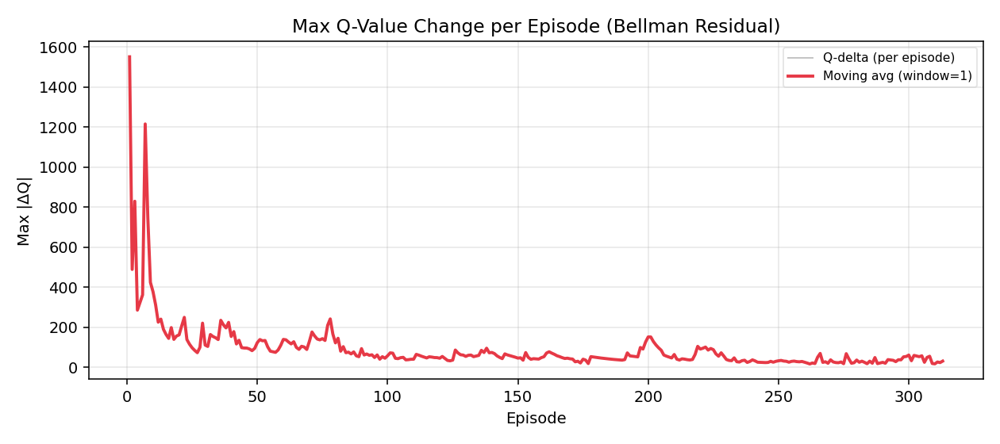 Max Q-Value Change per Episode (Bellman Residual)
Q-delta (per episode)
Moving avg (window=1)
Max |ΔQ|
1600
1400
1200
1000
800
600
400
200
0
0 50 100 150 200 250 300
Episode